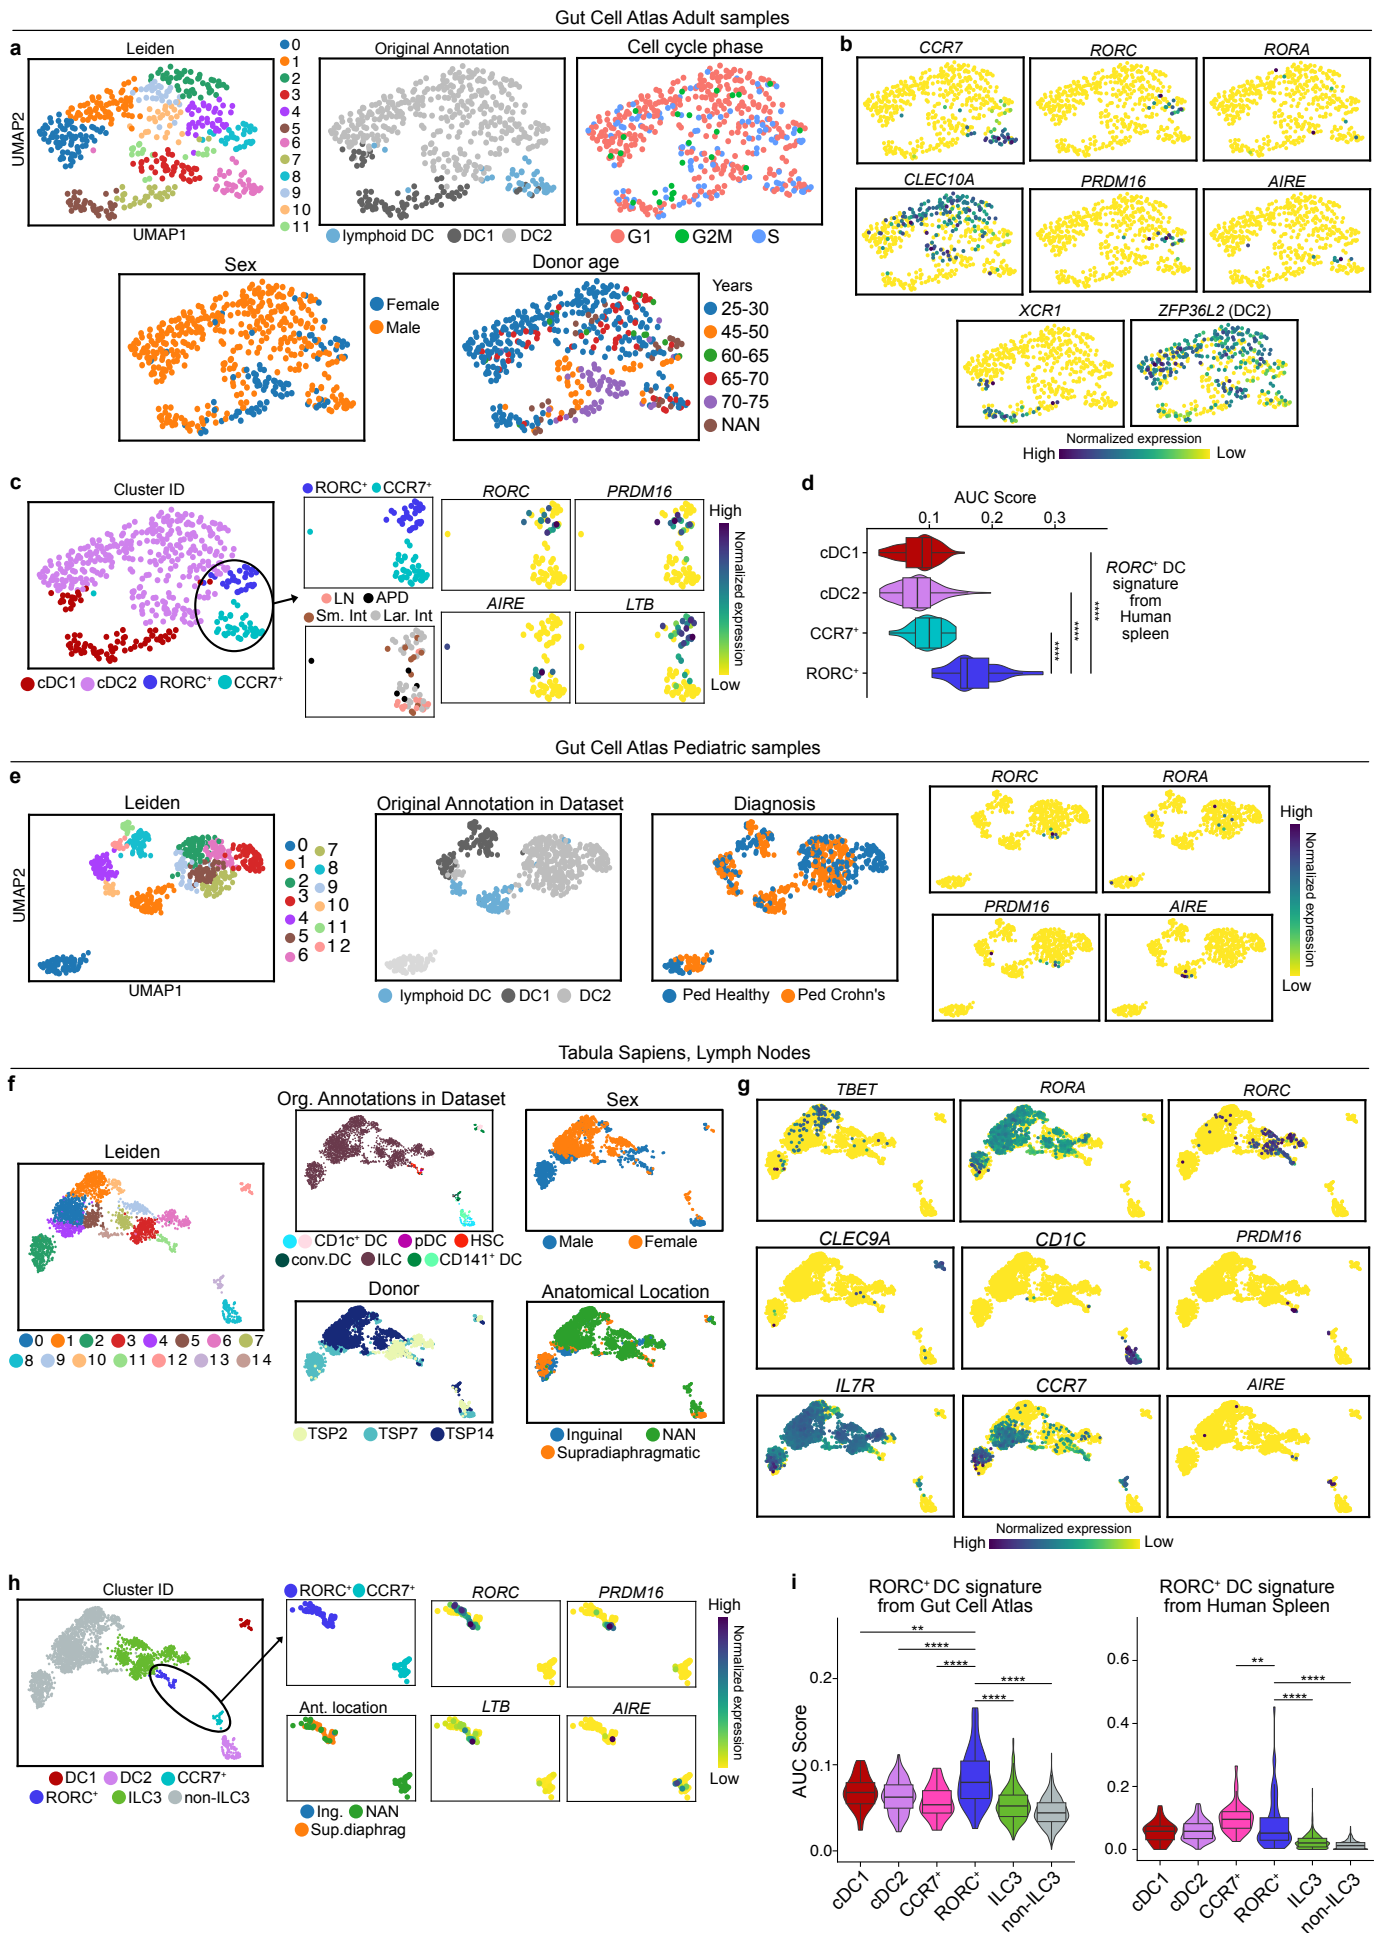 Gut Cell Atlas Adult samples
a
Leiden
UMAP2
UMAP1
0
1
2
3
4
5
6
7
8
9
10
11
Original Annotation
lymphoid DC DC1 DC2
Cell cycle phase
G1 G2M S
Sex
Female
Male
Donor age
Years
25-30
45-50
60-65
65-70
70-75
NAN
b
CCR7 RORC RORA
CLEC10A PRDM16 AIRE
XCR1 ZFP36L2 (DC2)
Normalized expression
High Low
c
Cluster ID
cDC1 cDC2 RORC+ CCR7+
RORC+ CCR7+
LN APD
Sm. Int Lar. Int
RORC PRDM16
AIRE LTB
High
Normalized expression
Low
d
AUC Score
0.1 0.2 0.3
cDC1
cDC2
CCR7+
RORC+
**** **** ****
RORC+ DC
signature
from
Human
spleen
Gut Cell Atlas Pediatric samples
e
Leiden
UMAP2
UMAP1
0 7
1 8
2 9
3 10
4 11
5 12
6
Original Annotation in Dataset
lymphoid DC DC1 DC2
Diagnosis
Ped Healthy Ped Crohn's
RORC RORA
PRDM16 AIRE
High
Normalized expression
Low
Tabula Sapiens, Lymph Nodes
f
Leiden
0 1 2 3 4 5 6 7
8 9 10 11 12 13 14
Org. Annotations in Dataset
CD1c+ DC pDC HSC
conv.DC ILC CD141+ DC
Sex
Male Female
Donor
TSP2 TSP7 TSP14
Anatomical Location
Inguinal NAN
Supradiaphragmatic
g
TBET RORA RORC
CLEC9A CD1C PRDM16
IL7R CCR7 AIRE
Normalized expression
High Low
h
Cluster ID
DC1 DC2 CCR7+
RORC+ ILC3 non-ILC3
RORC+ CCR7+
Ant. location
Ing. NAN
Sup.diaphrag
RORC PRDM16
LTB AIRE
High
Normalized expression
Low
i
RORC+ DC signature
from Gut Cell Atlas
AUC Score
0.2
0.1
0.0
**
****
****
****
****
cDC1 cDC2 CCR7+ RORC+ ILC3 non-ILC3
RORC+ DC signature
from Human Spleen
0.6
0.4
0.2
0.0
**
****
****
cDC1 cDC2 CCR7+ RORC+ ILC3 non-ILC3